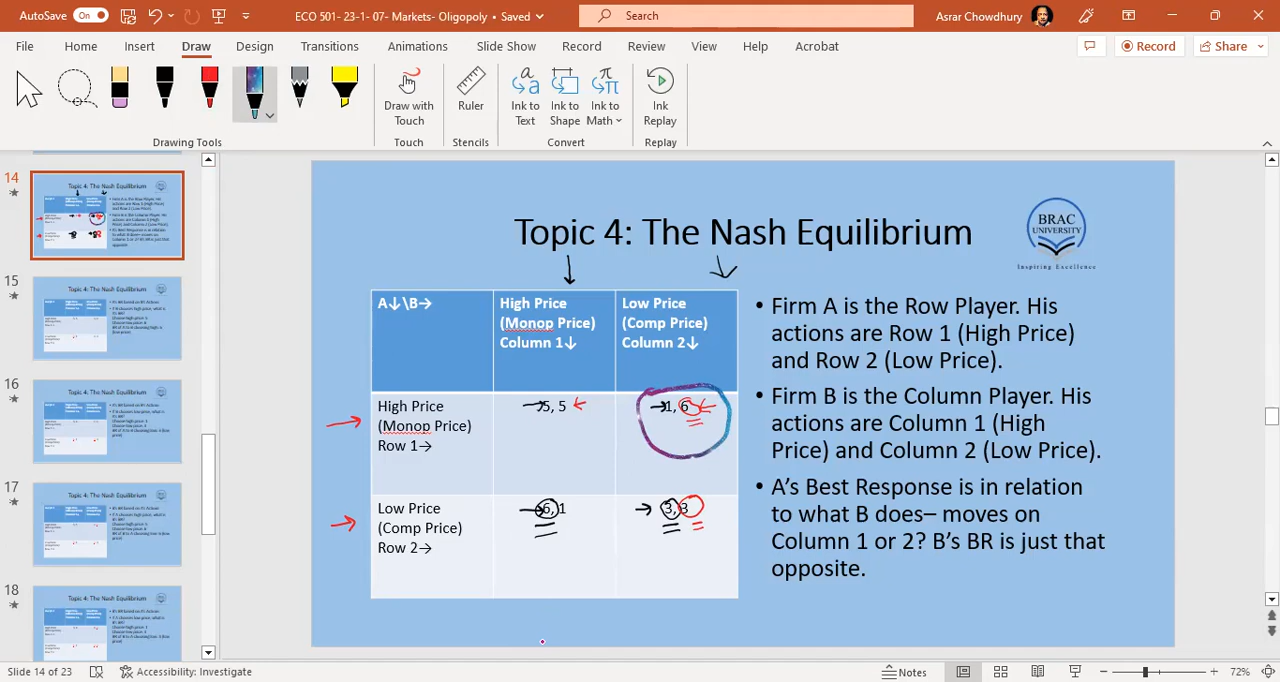 AutoSave On ECO 501- 23-1- 07- Markets- Oligopoly • Saved Search Asrar Chowdhury
File Home Insert Draw Design Transitions Animations Slide Show Record Review View Help Acrobat Record Share
Draw with Touch
Ruler
Ink to Text
Ink to Shape
Ink to Math
Ink Replay
Drawing Tools Touch Stencils Convert Replay
14
15
16
17
18
Topic 4: The Nash Equilibrium
BRAC
UNIVERSITY
Inspiring Excellence
A↓\B→
High Price
(Monop Price)
Column 1↓
Low Price
(Comp Price)
Column 2↓
High Price
(Monop Price)
Row 1→
5, 5
1, 6
Low Price
(Comp Price)
Row 2→
6, 1
3, 3
• Firm A is the Row Player. His
actions are Row 1 (High Price)
and Row 2 (Low Price).
• Firm B is the Column Player. His
actions are Column 1 (High
Price) and Column 2 (Low Price).
• A's Best Response is in relation
to what B does– moves on
Column 1 or 2? B's BR is just that
opposite.
Slide 14 of 23 Accessibility: Investigate Notes 72%